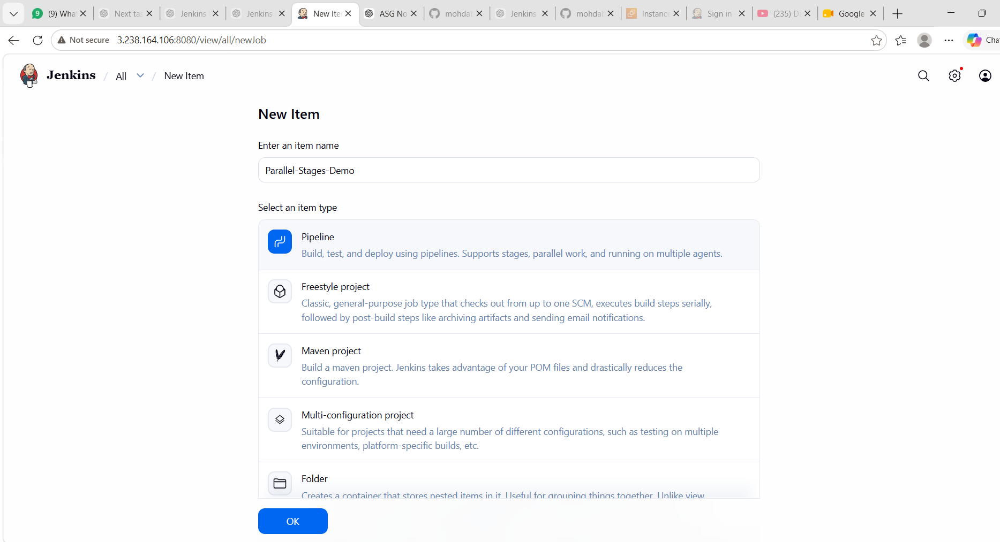 9 (9) Wha
Next tas
Jenkins
Jenkins
New Ite
ASG No
mohdab
Jenkins
mohdab
Instance
Sign in
(235) Di
Google
Not secure 3.238.164.106:8080/view/all/newJob
Chat
Jenkins / All / New Item
New Item
Enter an item name
Parallel-Stages-Demo
Select an item type
Pipeline
Build, test, and deploy using pipelines. Supports stages, parallel work, and running on multiple agents.
Freestyle project
Classic, general-purpose job type that checks out from up to one SCM, executes build steps serially,
followed by post-build steps like archiving artifacts and sending email notifications.
Maven project
Build a maven project. Jenkins takes advantage of your POM files and drastically reduces the
configuration.
Multi-configuration project
Suitable for projects that need a large number of different configurations, such as testing on multiple
environments, platform-specific builds, etc.
Folder
Creates a container that stores nested items in it. Useful for grouping things together. Unlike view,
OK